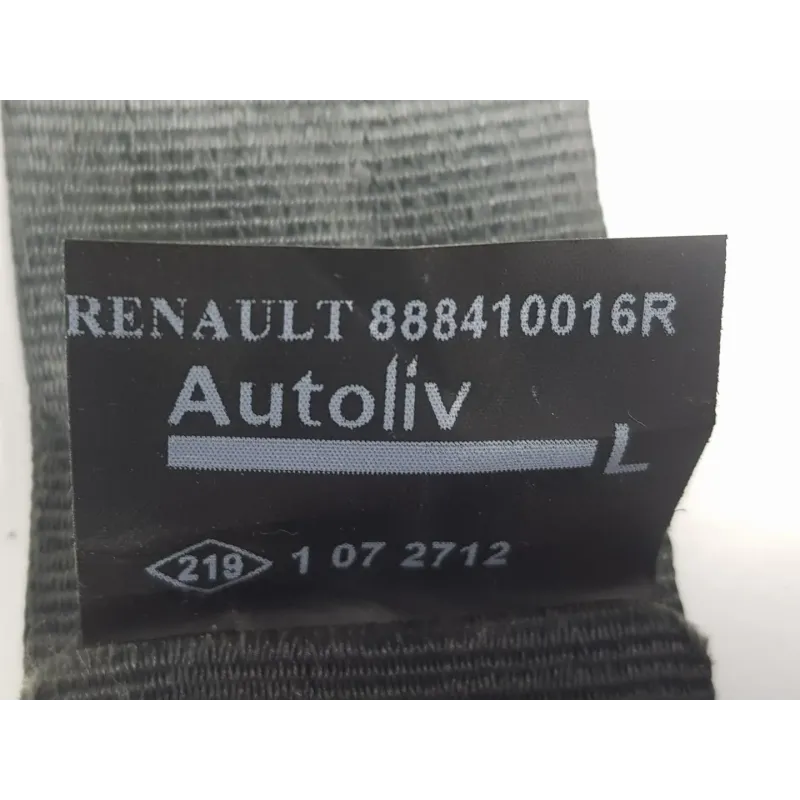 RENAULT 888410016R
Autoliv
L
219 1 07 2712